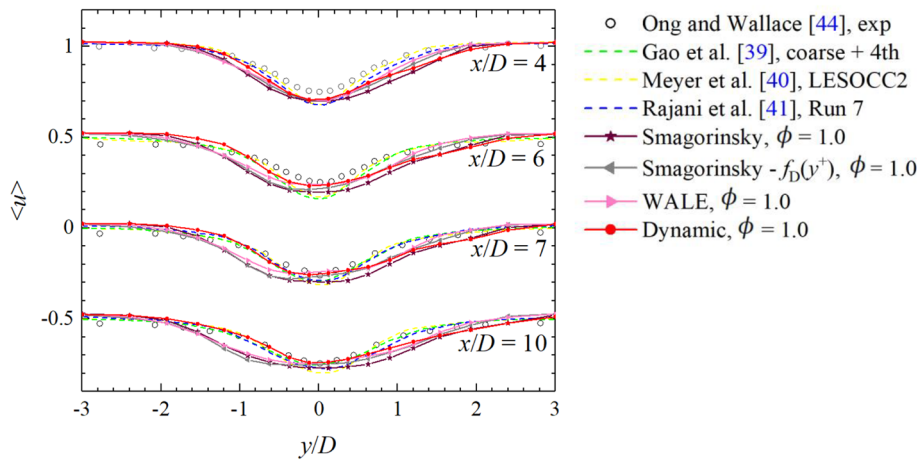 1
0.5
0
-0.5
<u>
-3
-2
-1
0
1
2
3
y/D
x/D = 4
x/D = 6
x/D = 7
x/D = 10
Ong and Wallace [44], exp
Gao et al. [39], coarse + 4th
Meyer et al. [40], LESOCC2
Rajani et al. [41], Run 7
Smagorinsky, ϕ = 1.0
Smagorinsky - f_D(y⁺), ϕ = 1.0
WALE, ϕ = 1.0
Dynamic, ϕ = 1.0